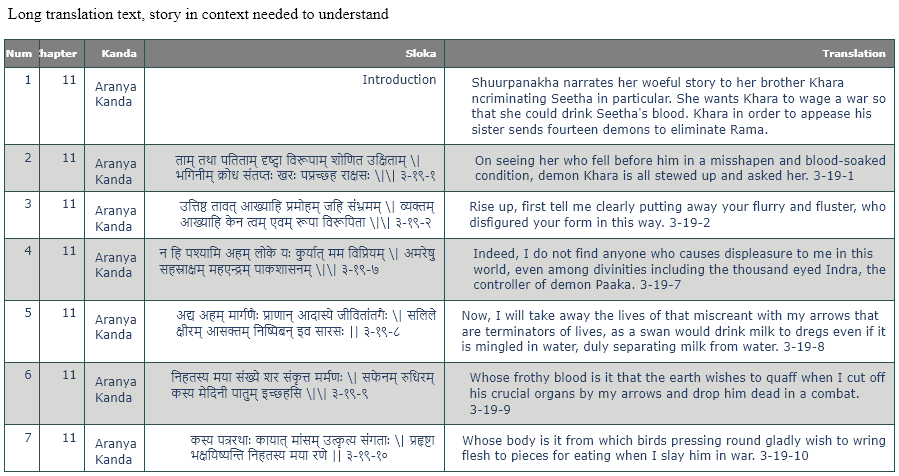 Long translation text, story in context needed to understand
Num hapter Kanda Sloka Translation
1 11 Aranya Kanda Introduction
Shuurpanakha narrates her woeful story to her brother Khara
ncriminating Seetha in particular. She wants Khara to wage a war so
that she could drink Seetha's blood. Khara in order to appease his
sister sends fourteen demons to eliminate Rama.
2 11 Aranya Kanda
ताम् तथा पतिताम् दृष्ट्वा विरूपाम् शोणित उक्षिताम् \|
भगिनीम् क्रोध संतप्तः खरः पप्रच्छह राक्षसः \|\| ३-१९-१
On seeing her who fell before him in a misshapen and blood-soaked
condition, demon Khara is all stewed up and asked her. 3-19-1
3 11 Aranya Kanda
उत्तिष्ठ तावत् आख्याहि प्रमोहम् जहि संभ्रमम् \| व्यक्तम्
आख्याहि केन त्वम् एवम् रूपा विरूपिता \|\| ३-१९-२
Rise up, first tell me clearly putting away your flurry and fluster, who
disfigured your form in this way. 3-19-2
4 11 Aranya Kanda
न हि पश्यामि अहम् लोके यः कुर्यात् मम विप्रियम् \| अमरेषु
सहस्राक्षम् महएन्द्रम् पाकशासनम् \|\| ३-१९-७
Indeed, I do not find anyone who causes displeasure to me in this
world, even among divinities including the thousand eyed Indra, the
controller of demon Paaka. 3-19-7
5 11 Aranya Kanda
अद्य अहम् मार्गणैः प्राणान् आदास्ये जीवितांतगैः \| सलिले
क्षीरम् आसक्तम् निष्पिबन् इव सारसः || ३-१९-८
Now, I will take away the lives of that miscreant with my arrows that
are terminators of lives, as a swan would drink milk to dregs even if it
is mingled in water, duly separating milk from water. 3-19-8
6 11 Aranya Kanda
निहतस्य मया संख्ये शर संकृत्त मर्मणः \| सफेनम् रुधिरम्
कस्य मेदिनी पातुम् इच्छहसि \|\| ३-१९-९
Whose frothy blood is it that the earth wishes to quaff when I cut off
his crucial organs by my arrows and drop him dead in a combat.
3-19-9
7 11 Aranya Kanda
कस्य पत्ररथाः कायात् मांसम् उत्कृत्य संगताः \| प्रहृष्टा
भक्षयिष्यन्ति निहतस्य मया रणे || ३-१९-१०
Whose body is it from which birds pressing round gladly wish to wring
flesh to pieces for eating when I slay him in war. 3-19-10